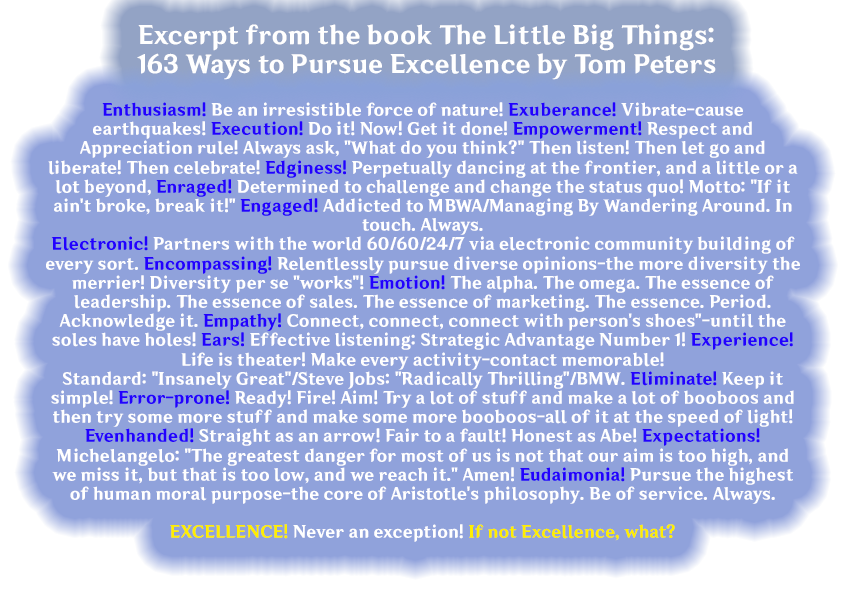 Excerpt from the book The Little Big Things:
163 Ways to Pursue Excellence by Tom Peters
Enthusiasm! Be an irresistible force of nature! Exuberance! Vibrate-cause
earthquakes! Execution! Do it! Now! Get it done! Empowerment! Respect and
Appreciation rule! Always ask, "What do you think?" Then listen! Then let go and
liberate! Then celebrate! Edginess! Perpetually dancing at the frontier, and a little or a
lot beyond, Enraged! Determined to challenge and change the status quo! Motto: "If it
ain't broke, break it!" Engaged! Addicted to MBWA/Managing By Wandering Around. In
touch. Always.
Electronic! Partners with the world 60/60/24/7 via electronic community building of
every sort. Encompassing! Relentlessly pursue diverse opinions-the more diversity the
merrier! Diversity per se "works"! Emotion! The alpha. The omega. The essence of
leadership. The essence of sales. The essence of marketing. The essence. Period.
Acknowledge it. Empathy! Connect, connect, connect with person's shoes"-until the
soles have holes! Ears! Effective listening: Strategic Advantage Number 1! Experience!
Life is theater! Make every activity-contact memorable!
Standard: "Insanely Great"/Steve Jobs: "Radically Thrilling"/BMW. Eliminate! Keep it
simple! Error-prone! Ready! Fire! Aim! Try a lot of stuff and make a lot of booboos and
then try some more stuff and make some more booboos-all of it at the speed of light!
Evenhanded! Straight as an arrow! Fair to a fault! Honest as Abe! Expectations!
Michelangelo: "The greatest danger for most of us is not that our aim is too high, and
we miss it, but that is too low, and we reach it." Amen! Eudaimonia! Pursue the highest
of human moral purpose-the core of Aristotle's philosophy. Be of service. Always.
EXCELLENCE! Never an exception! If not Excellence, what?